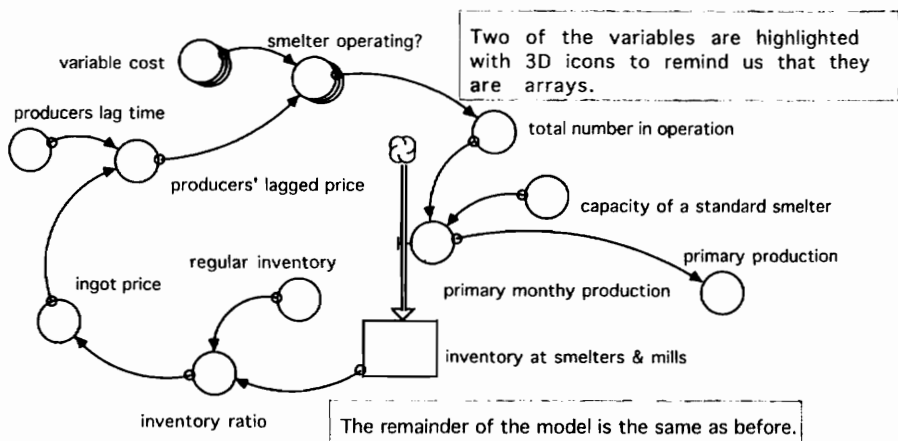 smelter operating?
variable cost
Two of the variables are highlighted
with 3D icons to remind us that they
are arrays.
producers lag time
total number in operation
producers' lagged price
capacity of a standard smelter
regular inventory
primary production
ingot price
primary monthy production
inventory at smelters & mills
inventory ratio
The remainder of the model is the same as before.